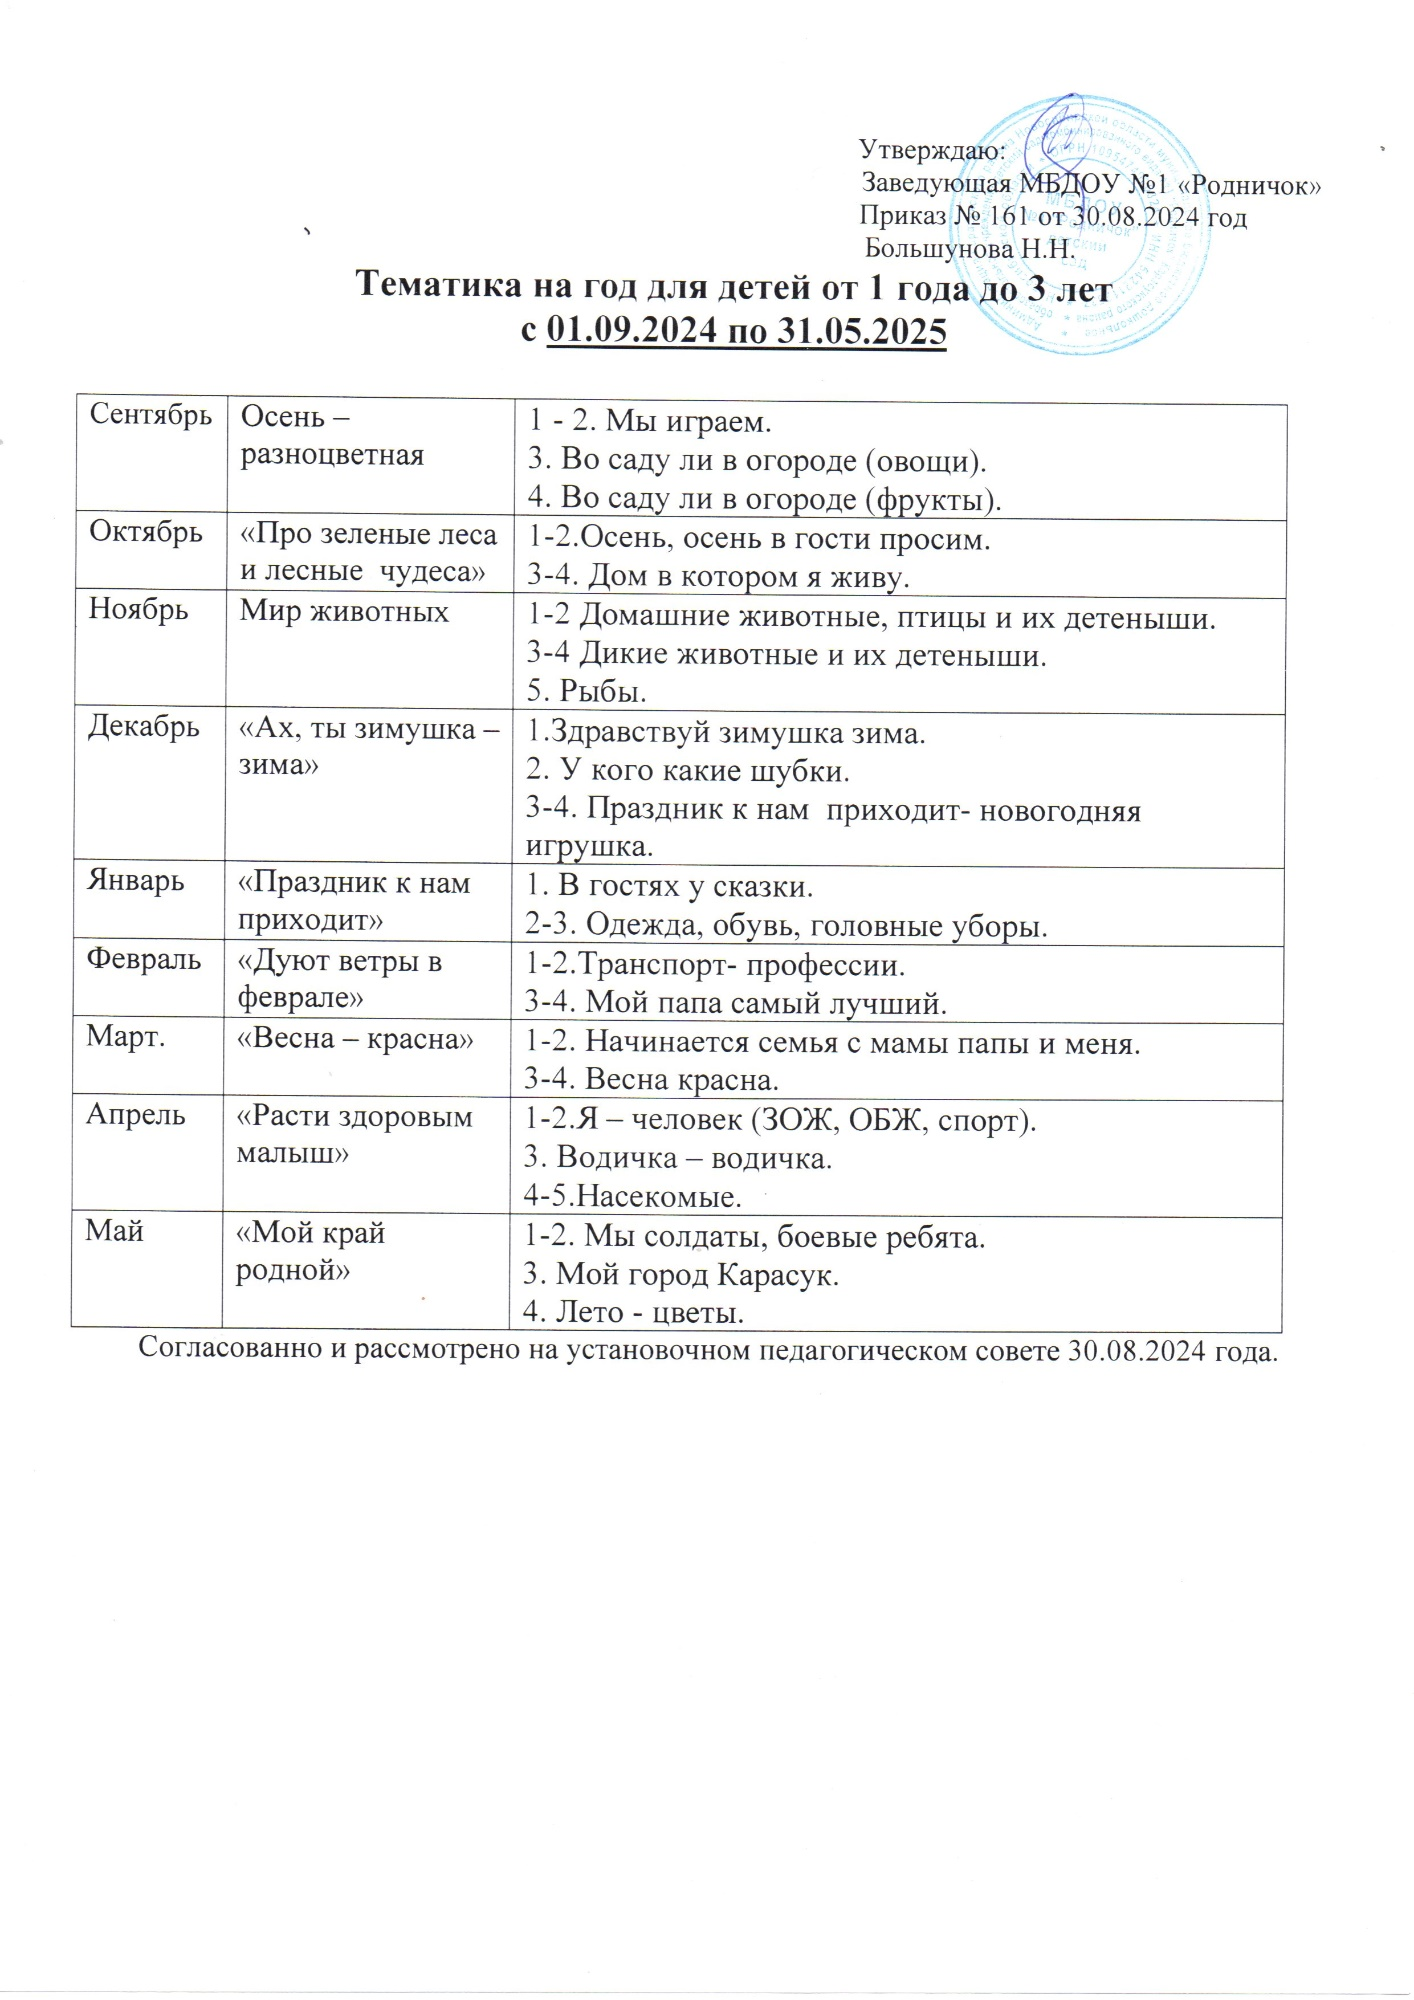 Утверждаю:
Заведующая МБДОУ №1 «Родничок»
Приказ № 161 от 30.08.2024 год
Большунова Н.Н.
Тематика на год для детей от 1 года до 3 лет
с 01.09.2024 по 31.05.2025
Сентябрь
Осень –
разноцветная
1 - 2. Мы играем.
3. Во саду ли в огороде (овощи).
4. Во саду ли в огороде (фрукты).
Октябрь
«Про зеленые леса
и лесные чудеса»
1-2.Осень, осень в гости просим.
3-4. Дом в котором я живу.
Ноябрь
Мир животных
1-2 Домашние животные, птицы и их детеныши.
3-4 Дикие животные и их детеныши.
5. Рыбы.
Декабрь
«Ах, ты зимушка –
зима»
1.Здравствуй зимушка зима.
2. У кого какие шубки.
3-4. Праздник к нам приходит- новогодняя
игрушка.
Январь
«Праздник к нам
приходит»
1. В гостях у сказки.
2-3. Одежда, обувь, головные уборы.
Февраль
«Дуют ветры в
феврале»
1-2.Транспорт- профессии.
3-4. Мой папа самый лучший.
Март.
«Весна – красна»
1-2. Начинается семья с мамы папы и меня.
3-4. Весна красна.
Апрель
«Расти здоровым
малыш»
1-2.Я – человек (ЗОЖ, ОБЖ, спорт).
3. Водичка – водичка.
4-5.Насекомые.
Май
«Мой край
родной»
1-2. Мы солдаты, боевые ребята.
3. Мой город Карасук.
4. Лето - цветы.
Согласованно и рассмотрено на установочном педагогическом совете 30.08.2024 года.
МБДОУ
детский
сад